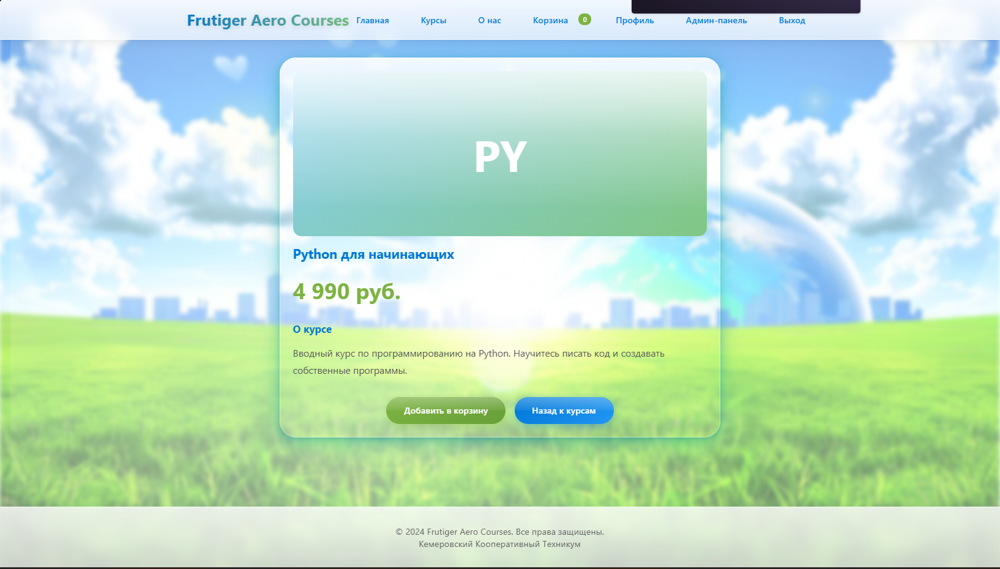 Frutiger Aero Courses Главная Курсы О нас Корзина 0 Профиль Админ-панель Выход
PY
Python для начинающих
4 990 руб.
О курсе
Вводный курс по программированию на Python. Научитесь писать код и создавать
собственные программы.
Добавить в корзину Назад к курсам
© 2024 Frutiger Aero Courses. Все права защищены.
Кемеровский Кооперативный Техникум